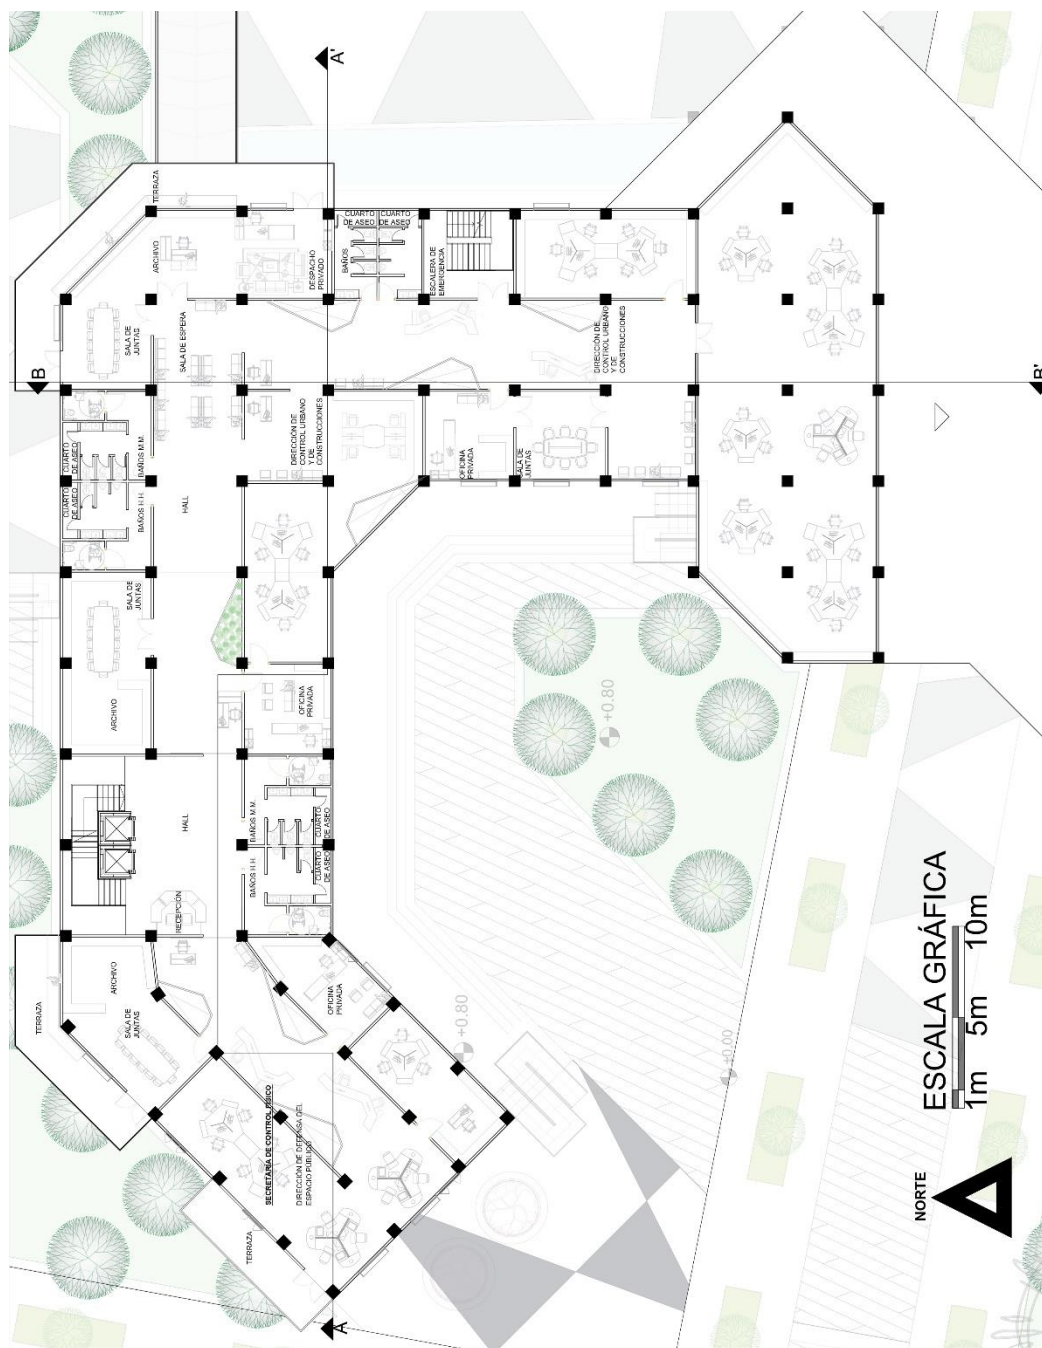 A'
TERRAZA
ARCHIVO
DESPACHO
PRIVADO
CUARTO
DE ASEO
CUARTO
DE ASEO
BAÑOS
ESCALERA DE
EMERGENCIA
SALA DE
JUNTAS
SALA DE ESPERA
DIRECCIÓN DE
CONTROL URBANO
Y DE
CONSTRUCCIONES
B
B'
CUARTO
DE ASEO
BAÑOS M.M.
CUARTO
DE ASEO
BAÑOS H.H.
HALL
DIRECCIÓN DE
CONTROL URBANO
Y DE
CONSTRUCCIONES
OFICINA
PRIVADA
SALA DE
JUNTAS
SALA DE
JUNTAS
ARCHIVO
OFICINA
PRIVADA
+0.80
HALL
BAÑOS M.M.
CUARTO
DE ASEO
BAÑOS H.H.
CUARTO
DE ASEO
RECEPCIÓN
ARCHIVO
TERRAZA
SALA DE
JUNTAS
OFICINA
PRIVADA
+0.80
±0.00
SECRETARÍA DE CONTROL FÍSICO
DIRECCIÓN DE DEFENSA DEL
ESPACIO PÚBLICO
TERRAZA
A
ESCALA GRÁFICA
1m 5m 10m
NORTE